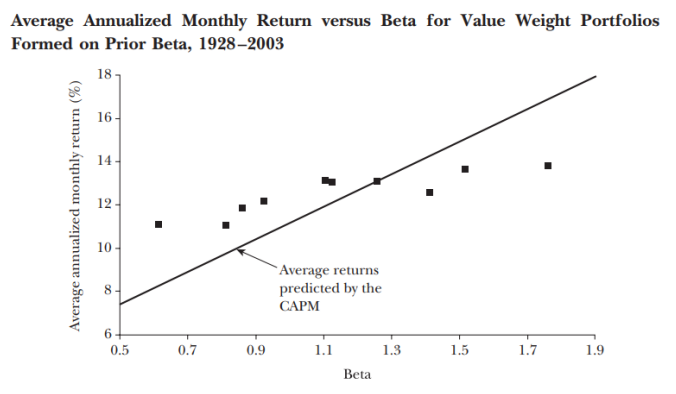 Average Annualized Monthly Return versus Beta for Value Weight Portfolios
Formed on Prior Beta, 1928–2003
Average annualized monthly return (%)
18
16
14
12
10
8
6
Average returns
predicted by the
CAPM
0.5 0.7 0.9 1.1 1.3 1.5 1.7 1.9
Beta